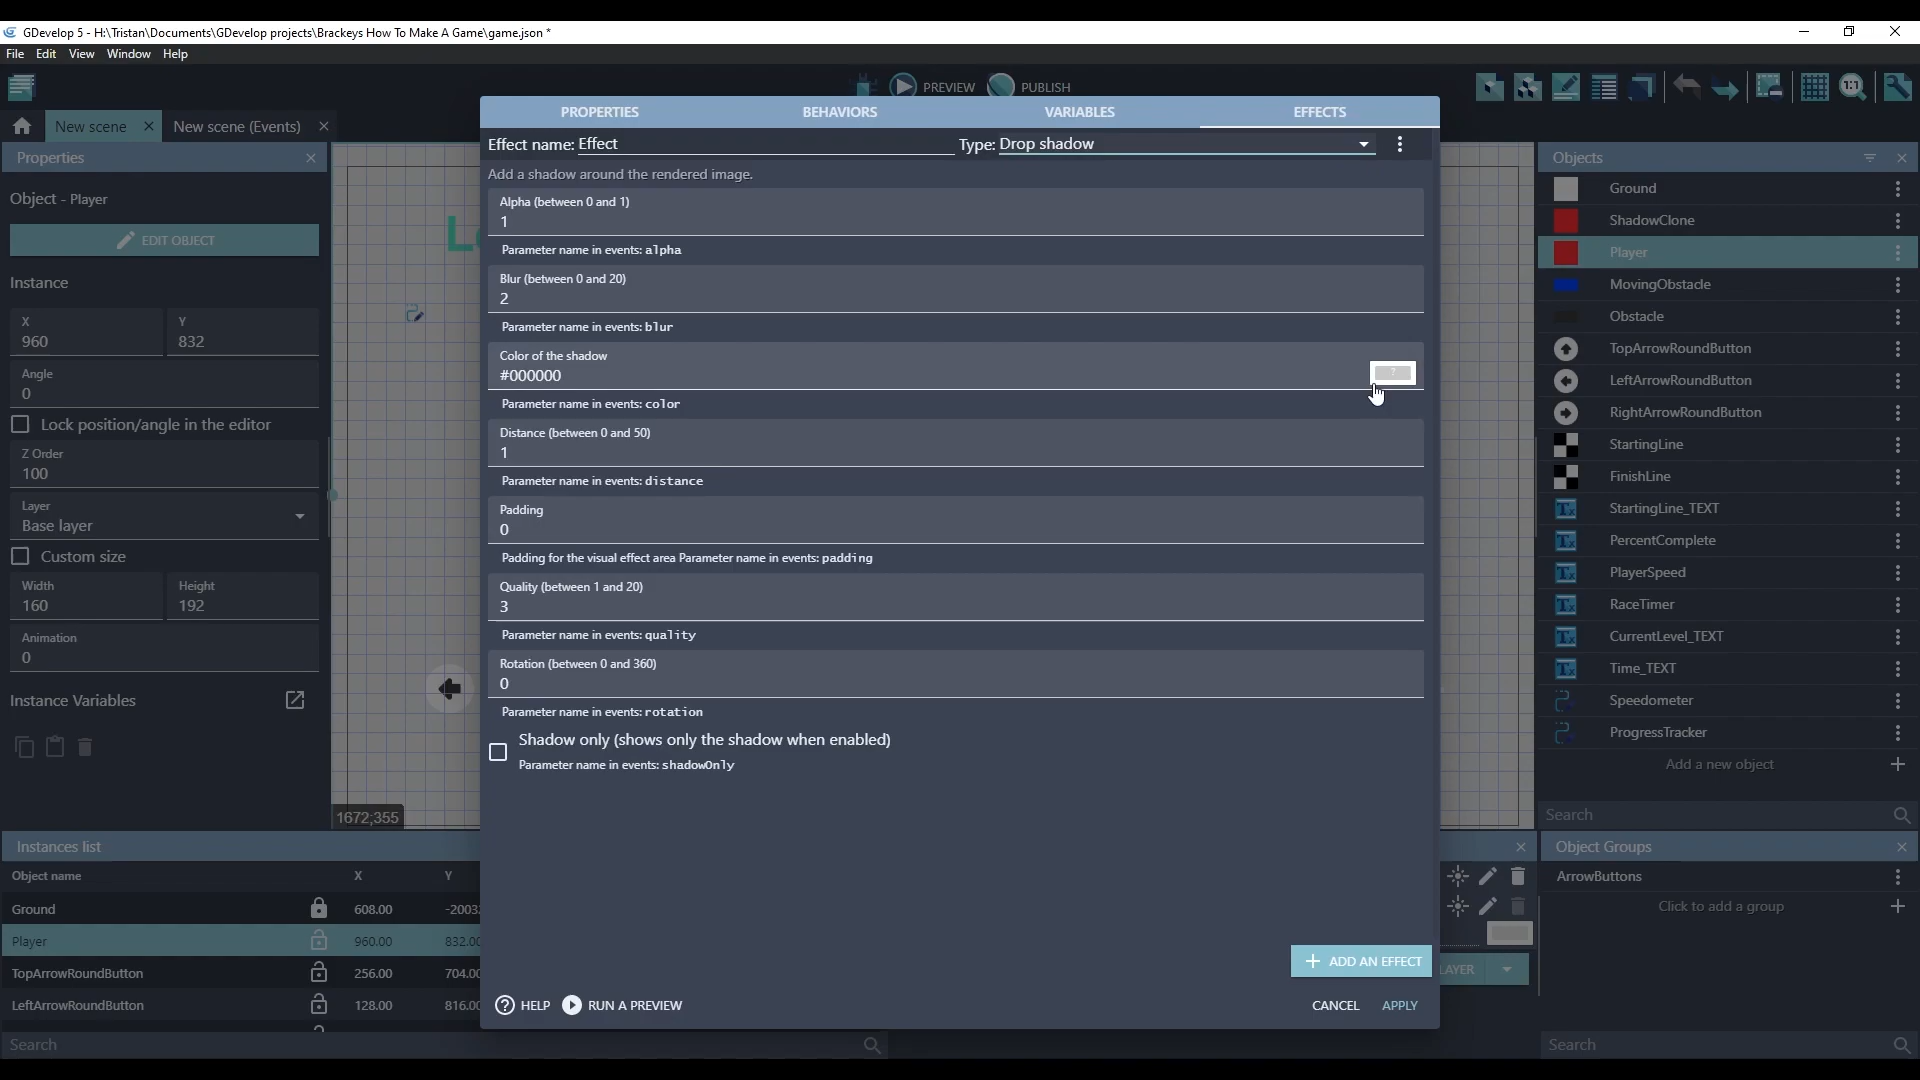 GDevelop 5 - H:\Tristan\Documents\GDevelop projects\Brackeys How To Make A Game\game.json *
File Edit View Window Help
PREVIEW PUBLISH
New scene New scene (Events)
Properties
Object - Player
EDIT OBJECT
Instance
X Y
960 832
Angle
0
Lock position/angle in the editor
Z Order
100
Layer
Base layer
Custom size
Width Height
160 192
Animation
0
Instance Variables
1672;355
Instances list
Object name X Y
Ground 608.00
Player 960.00 832.00
TopArrowRoundButton 256.00 704.00
LeftArrowRoundButton 128.00 816.00
Search
PROPERTIES BEHAVIORS VARIABLES EFFECTS
Effect name: Effect Type: Drop shadow
Add a shadow around the rendered image.
Alpha (between 0 and 1)
1
Parameter name in events: alpha
Blur (between 0 and 20)
2
Parameter name in events: blur
Color of the shadow
#000000
?
Parameter name in events: color
Distance (between 0 and 50)
1
Parameter name in events: distance
Padding
0
Padding for the visual effect area Parameter name in events: padding
Quality (between 1 and 20)
3
Parameter name in events: quality
Rotation (between 0 and 360)
0
Parameter name in events: rotation
Shadow only (shows only the shadow when enabled)
Parameter name in events: shadowOnly
ADD AN EFFECT
HELP RUN A PREVIEW CANCEL APPLY
1:1
Objects
Ground
ShadowClone
Player
MovingObstacle
Obstacle
TopArrowRoundButton
LeftArrowRoundButton
RightArrowRoundButton
StartingLine
FinishLine
Tx StartingLine_TEXT
Tx PercentComplete
Tx PlayerSpeed
Tx RaceTimer
Tx CurrentLevel_TEXT
Tx Time_TEXT
Speedometer
ProgressTracker
Add a new object
Search
Object Groups
ArrowButtons
Click to add a group
Search